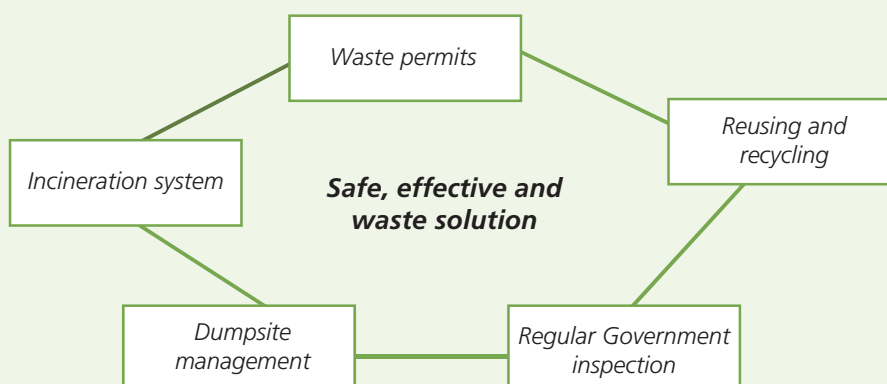 Waste permits
Reusing and
recycling
Incineration system
Safe, effective and
waste solution
Dumpsite
management
Regular Government
inspection